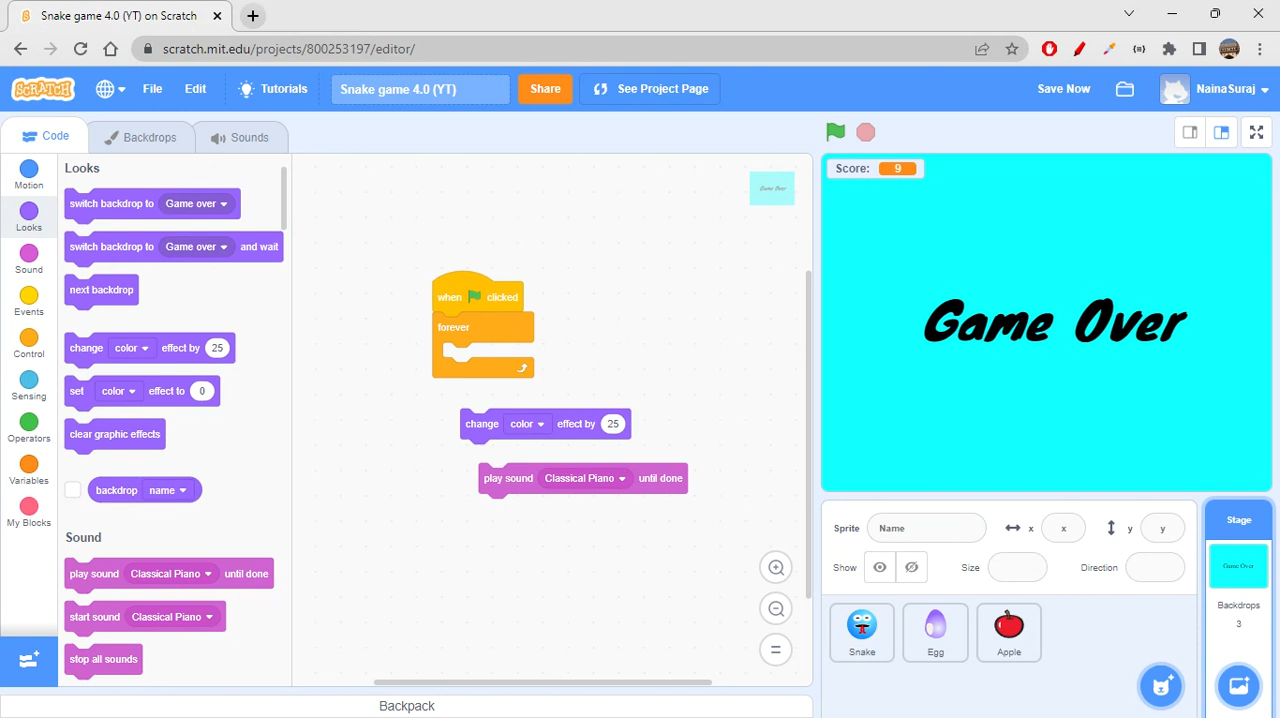 Snake game 4.0 (YT) on Scratch
scratch.mit.edu/projects/800253197/editor/
SCRATCH File Edit Tutorials Snake game 4.0 (YT) Share See Project Page Save Now NainaSuraj
Code Backdrops Sounds
Motion
Looks
Sound
Events
Control
Sensing
Operators
Variables
My Blocks
Looks
switch backdrop to Game over
switch backdrop to Game over and wait
next backdrop
change color effect by 25
set color effect to 0
clear graphic effects
backdrop name
Sound
play sound Classical Piano until done
start sound Classical Piano
stop all sounds
Game Over
when clicked
forever
change color effect by 25
play sound Classical Piano until done
Backpack
Score: 9
Game Over
Sprite Name x x y y
Show Size Direction
Snake Egg Apple
Stage
Game Over
Backdrops
3